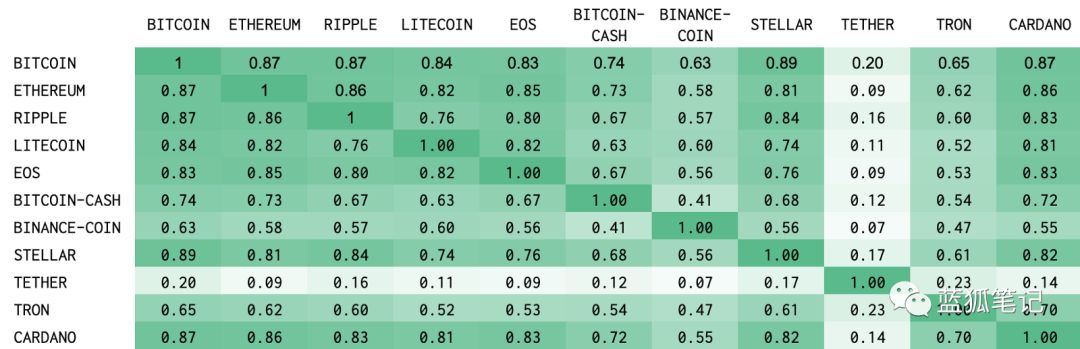 BITCOIN ETHEREUM RIPPLE LITECOIN EOS BITCOIN-CASH BINANCE-COIN STELLAR TETHER TRON CARDANO
BITCOIN 1 0.87 0.87 0.84 0.83 0.74 0.63 0.89 0.20 0.65 0.87
ETHEREUM 0.87 1 0.86 0.82 0.85 0.73 0.58 0.81 0.09 0.62 0.86
RIPPLE 0.87 0.86 1 0.76 0.80 0.67 0.57 0.84 0.16 0.60 0.83
LITECOIN 0.84 0.82 0.76 1.00 0.82 0.63 0.60 0.74 0.11 0.52 0.81
EOS 0.83 0.85 0.80 0.82 1.00 0.67 0.56 0.76 0.09 0.53 0.83
BITCOIN-CASH 0.74 0.73 0.67 0.63 0.67 1.00 0.41 0.68 0.12 0.54 0.72
BINANCE-COIN 0.63 0.58 0.57 0.60 0.56 0.41 1.00 0.56 0.07 0.47 0.55
STELLAR 0.89 0.81 0.84 0.74 0.76 0.68 0.56 1.00 0.17 0.61 0.82
TETHER 0.20 0.09 0.16 0.11 0.09 0.12 0.07 0.17 1.00 0.23 0.14
TRON 0.65 0.62 0.60 0.52 0.53 0.54 0.47 0.61 0.23 1.00 0.70
CARDANO 0.87 0.86 0.83 0.81 0.83 0.72 0.55 0.82 0.14 0.70 1.00
蓝狐笔记